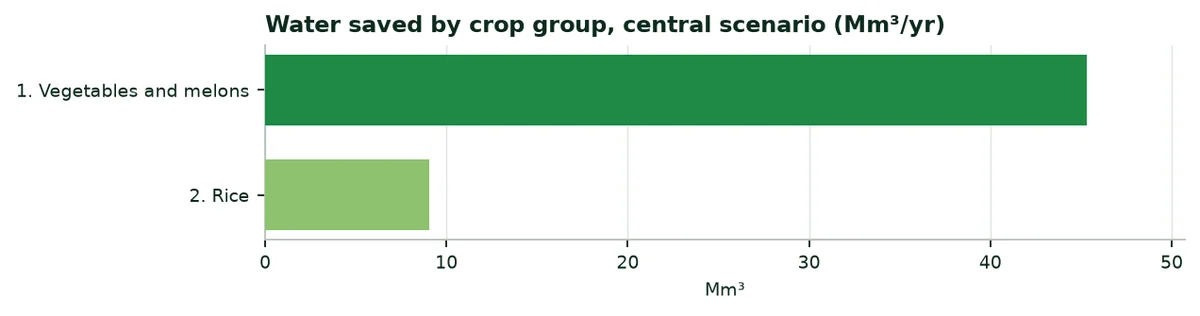 Water saved by crop group, central scenario (Mm³/yr)
1. Vegetables and melons
2. Rice
0 10 20 30 40 50
Mm³